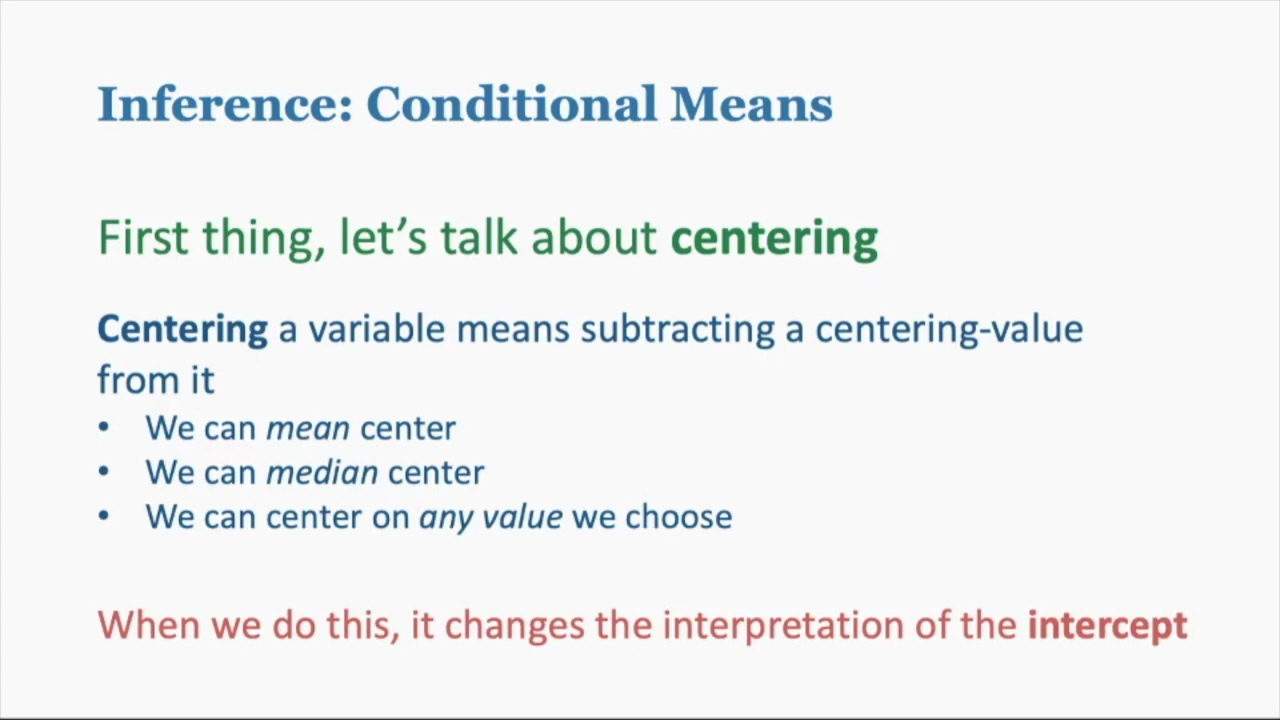 Inference: Conditional Means
First thing, let’s talk about centering
Centering a variable means subtracting a centering-value
from it
• We can mean center
• We can median center
• We can center on any value we choose
When we do this, it changes the interpretation of the intercept